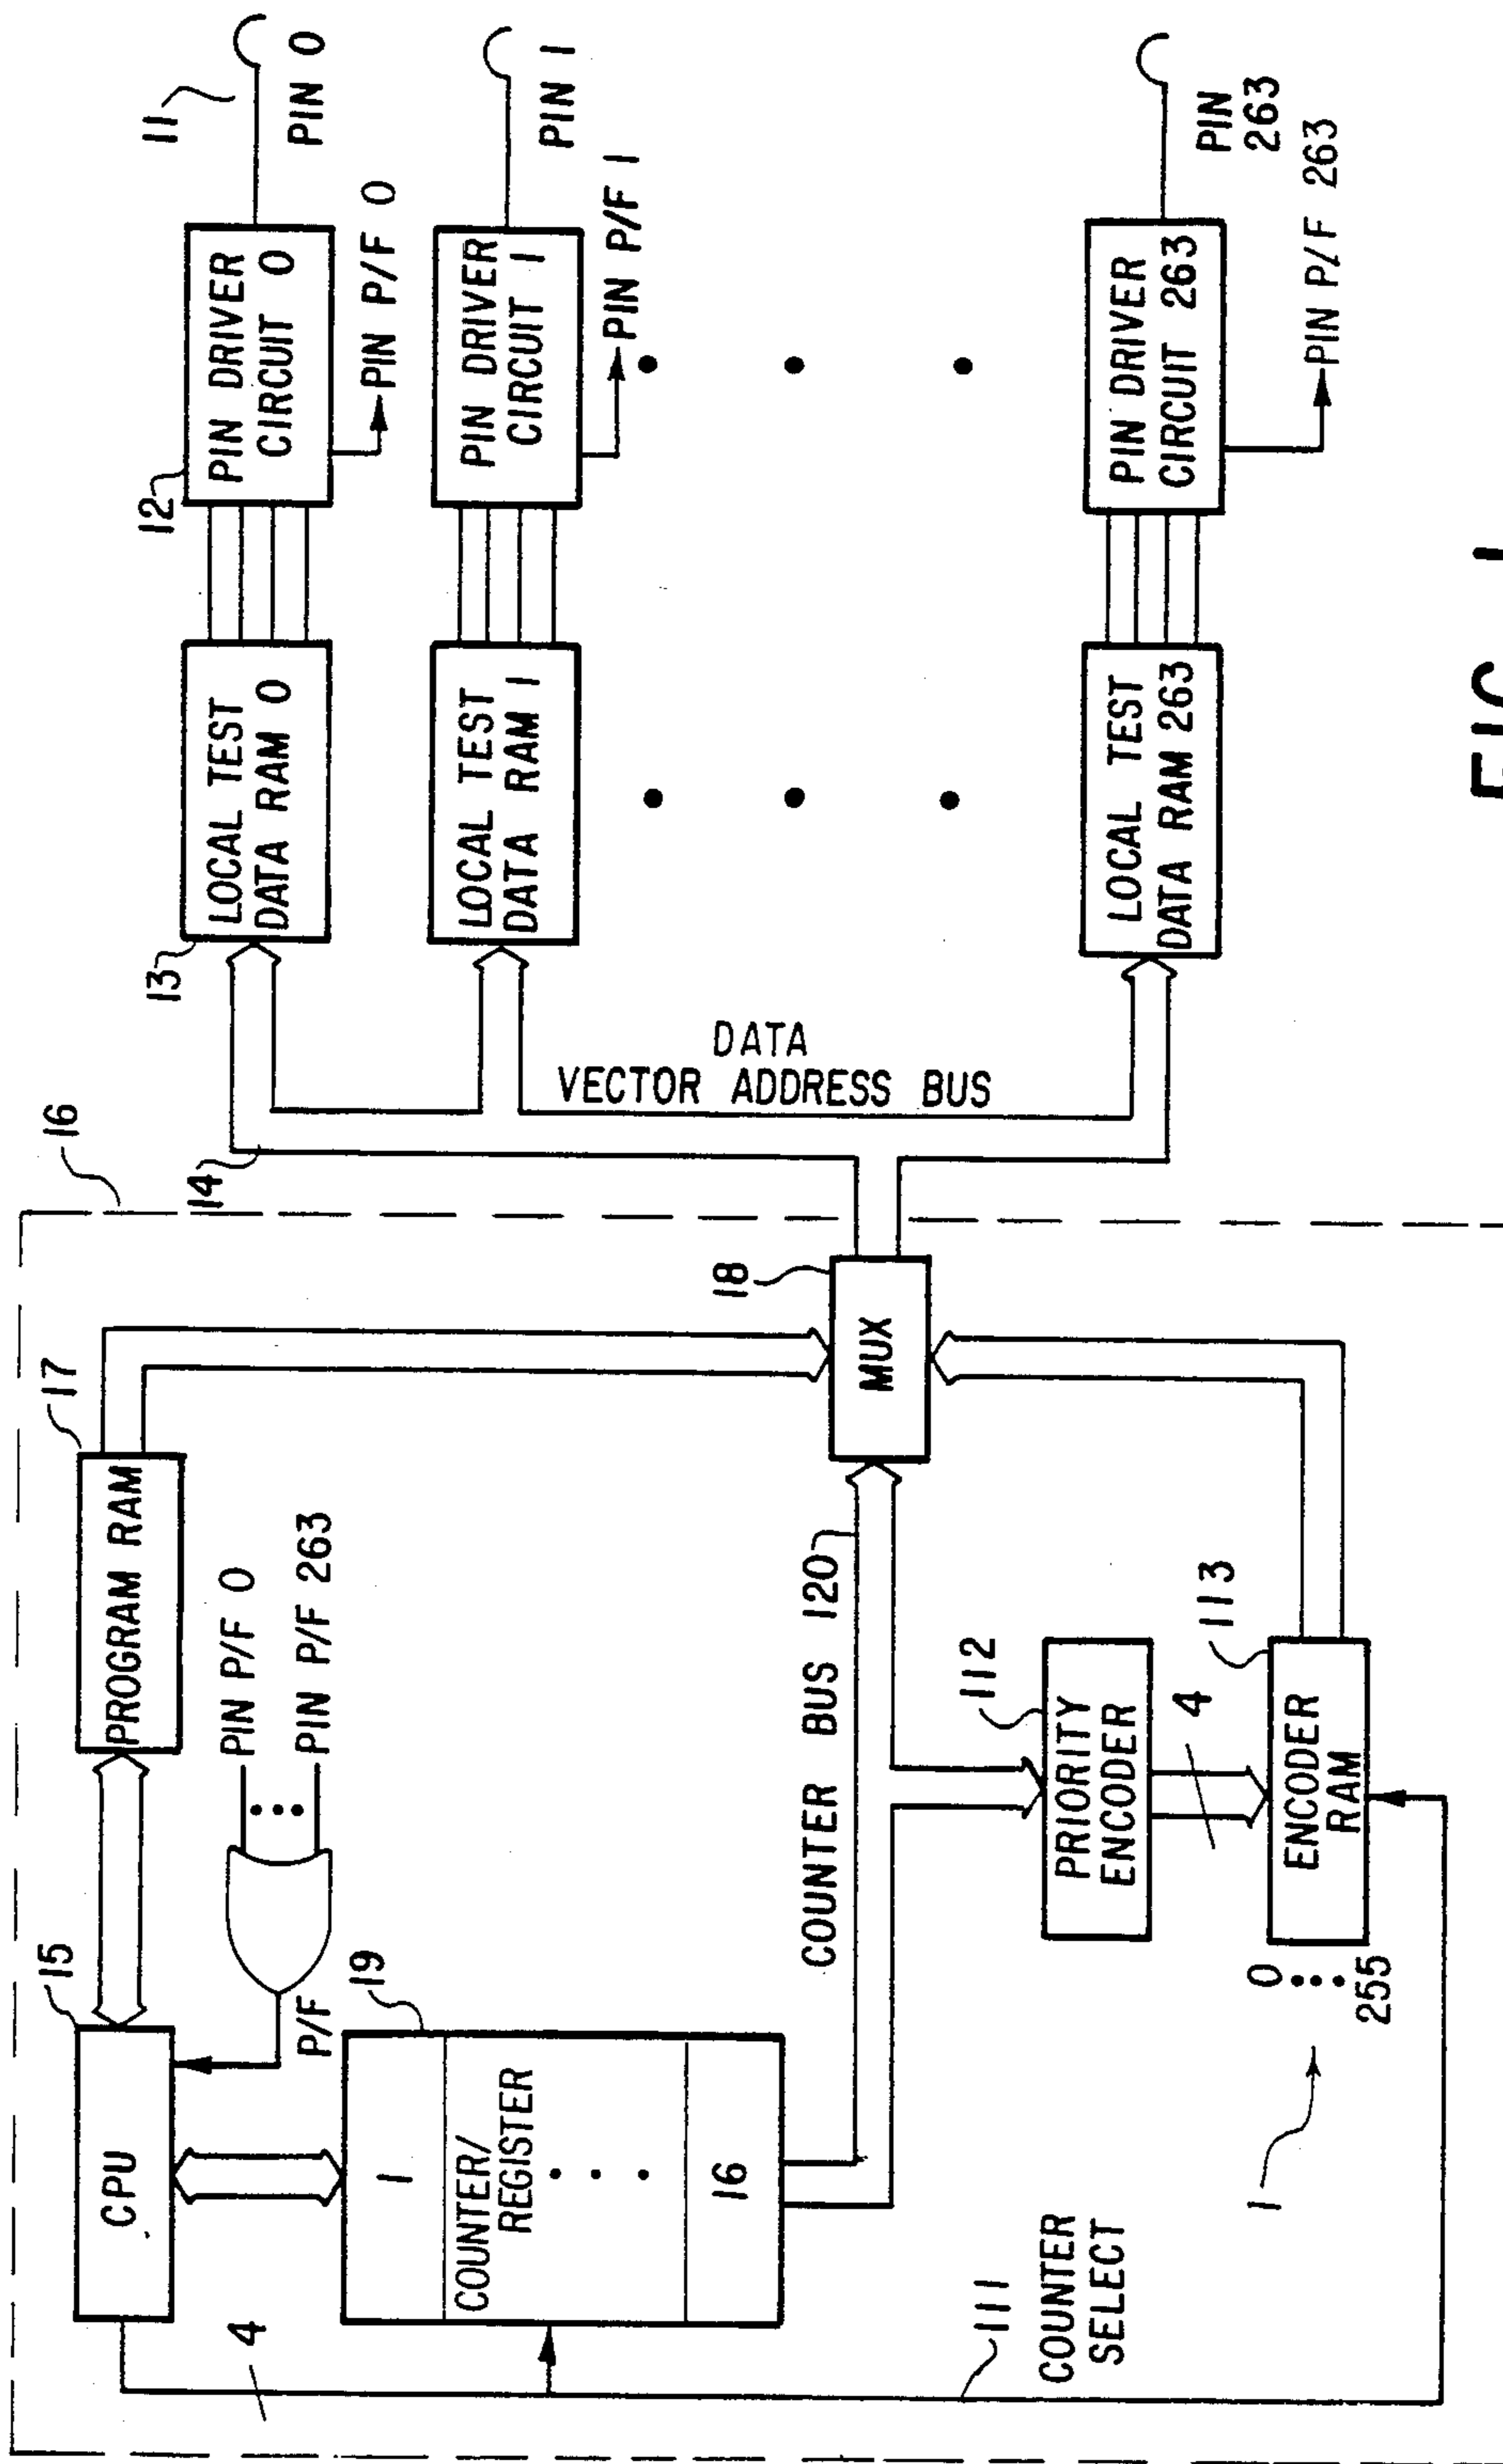 16
15
CPU
17
PROGRAM RAM
4
PIN P/F 0
PIN P/F 263
P/F
19
1
COUNTER/
REGISTER
16
18
MUX
COUNTER BUS 120
112
PRIORITY
ENCODER
4
113
ENCODER
RAM
0
255
1
111
COUNTER
SELECT
14
DATA
VECTOR ADDRESS BUS
13
LOCAL TEST
DATA RAM 0
12
PIN DRIVER
CIRCUIT 0
11
PIN 0
PIN P/F 0
LOCAL TEST
DATA RAM 1
PIN DRIVER
CIRCUIT 1
PIN 1
PIN P/F 1
LOCAL TEST
DATA RAM 263
PIN DRIVER
CIRCUIT 263
PIN
263
PIN P/F 263